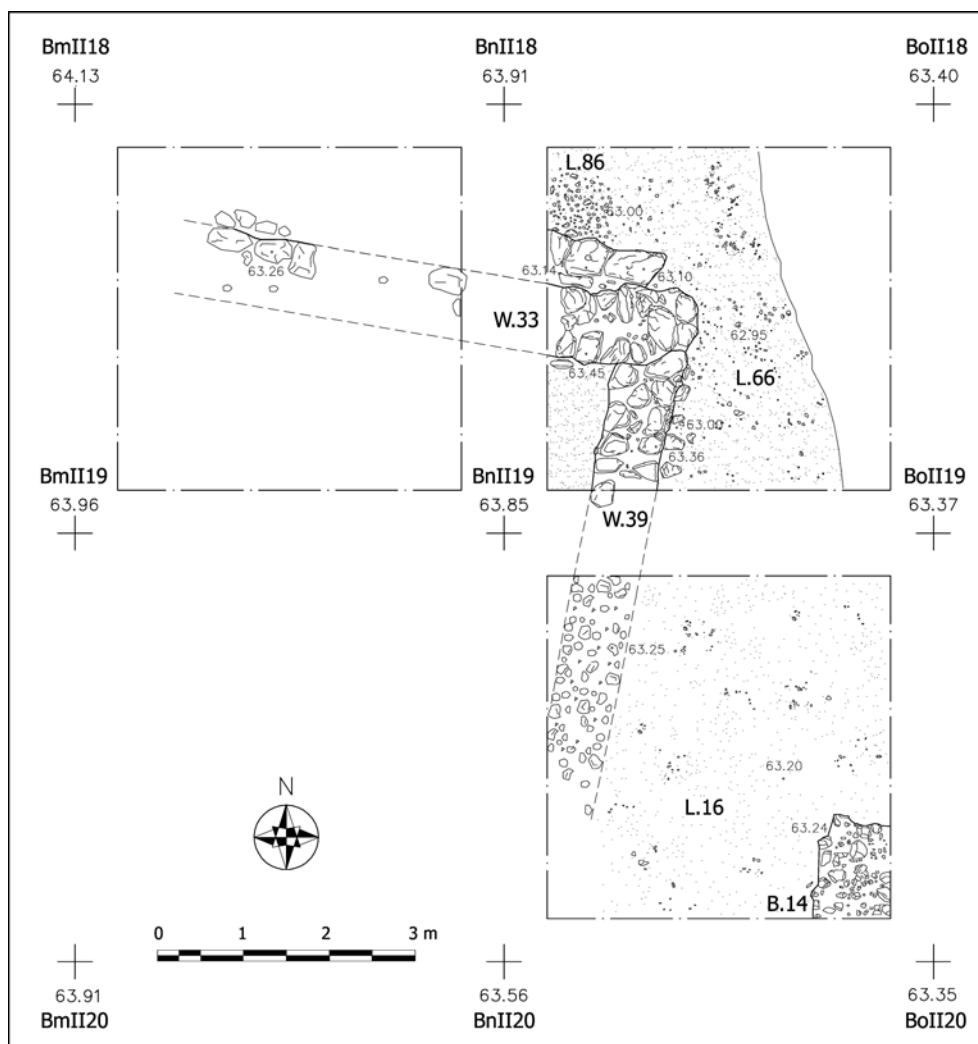 BmII18
64.13
BnII18
63.91
BoII18
63.40
L.86
63.00
63.26
63.14
63.10
W.33
62.95
L.66
63.45
63.00
63.36
BmII19
63.96
BnII19
63.85
BoII19
63.37
W.39
63.25
63.20
L.16
N
63.24
B.14
0 1 2 3 m
63.91
BmII20
63.56
BnII20
63.35
BoII20